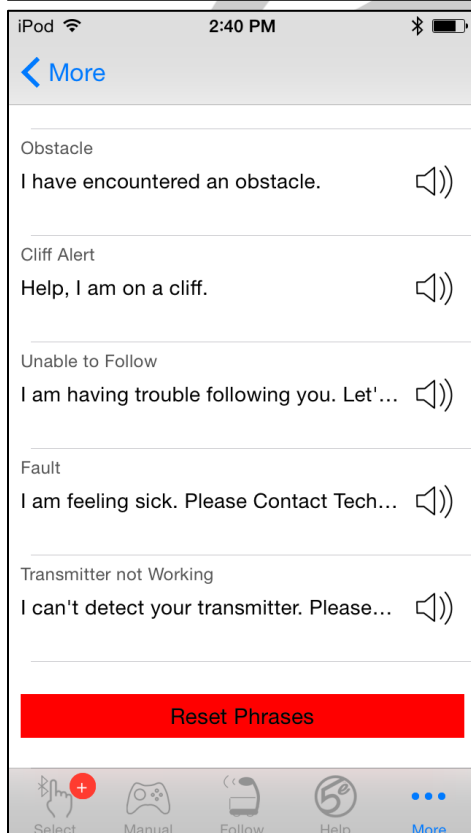 iPod 2:40 PM
More
Obstacle
I have encountered an obstacle.
Cliff Alert
Help, I am on a cliff.
Unable to Follow
I am having trouble following you. Let'...
Fault
I am feeling sick. Please Contact Tech...
Transmitter not Working
I can't detect your transmitter. Please...
Reset Phrases
+ 5e
Select Manual Follow Help More